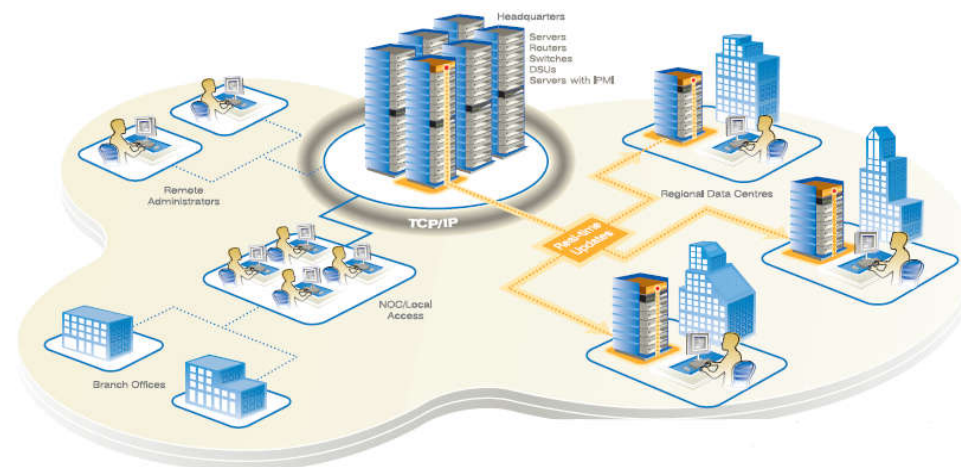 Headquarters
Servers
Routers
Switches
DSUs
Servers with IPMI
Remote
Administrators
TCP/IP
Regional Data Centres
Real-time
Updates
NOC/Local
Access
Branch Offices